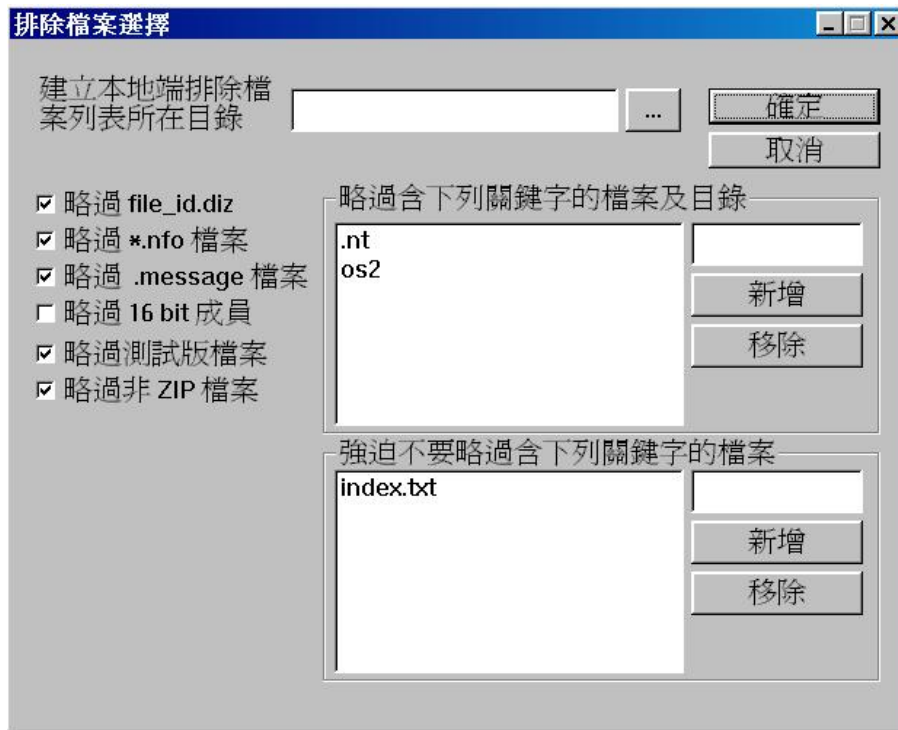 排除檔案選擇
建立本地端排除檔
案列表所在目錄
...
確定
取消
略過 file_id.diz
略過 *.nfo 檔案
略過 .message 檔案
略過 16 bit 成員
略過測試版檔案
略過非 ZIP 檔案
略過含下列關鍵字的檔案及目錄
.nt
os2
新增
移除
強迫不要略過含下列關鍵字的檔案
index.txt
新增
移除